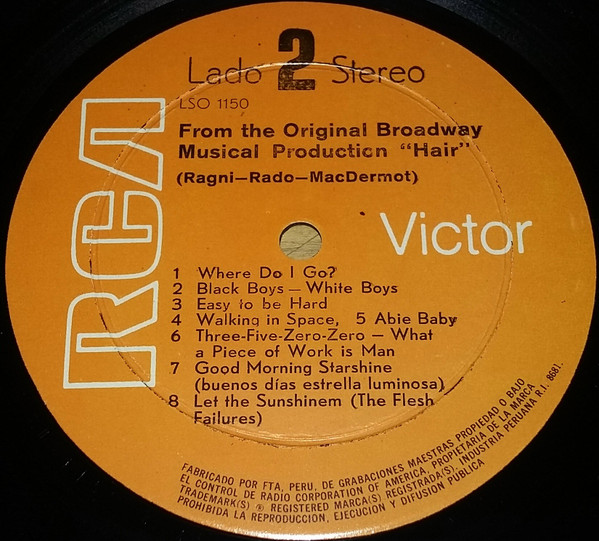 Lado 2 Stereo
LSO 1150
From the Original Broadway
Musical Production "Hair"
(Ragni—Rado—MacDermot)
RCA
Victor
1 Where Do I Go?
2 Black Boys — White Boys
3 Easy to be Hard
4 Walking in Space, 5 Abie Baby
6 Three-Five-Zero-Zero — What
a Piece of Work is Man
7 Good Morning Starshine
(buenos días estrella luminosa)
8 Let the Sunshinem (The Flesh
Failures)
FABRICADO POR FTA, PERU, DE GRABACIONES MAESTRAS PROPIEDAD O BAJO
EL CONTROL DE RADIO CORPORATION OF AMERICA, PROPIETARIA DE LA MARCA
TRADEMARK(S) ® REGISTERED MARCA(S) REGISTRADA(S). INDUSTRIA PERUANA R.I. 8681.
PROHIBIDA LA REPRODUCCION, EJECUCION Y DIFUSION PÚBLICA